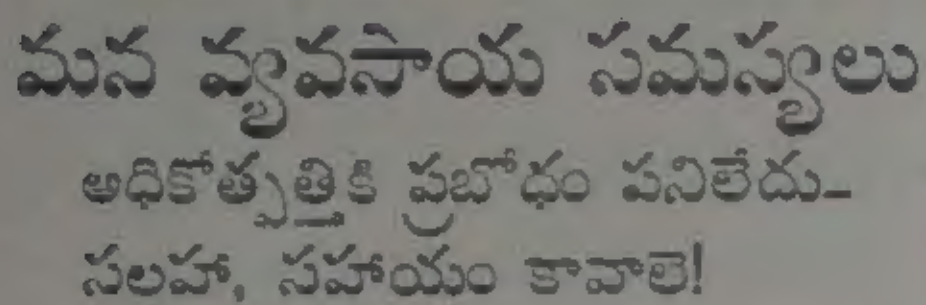 మన వ్యవసాయ సమస్యలు
అధికోత్పత్తికి ప్రబోధం పనిలేదు–
సలహా, సహాయం కావాలె!